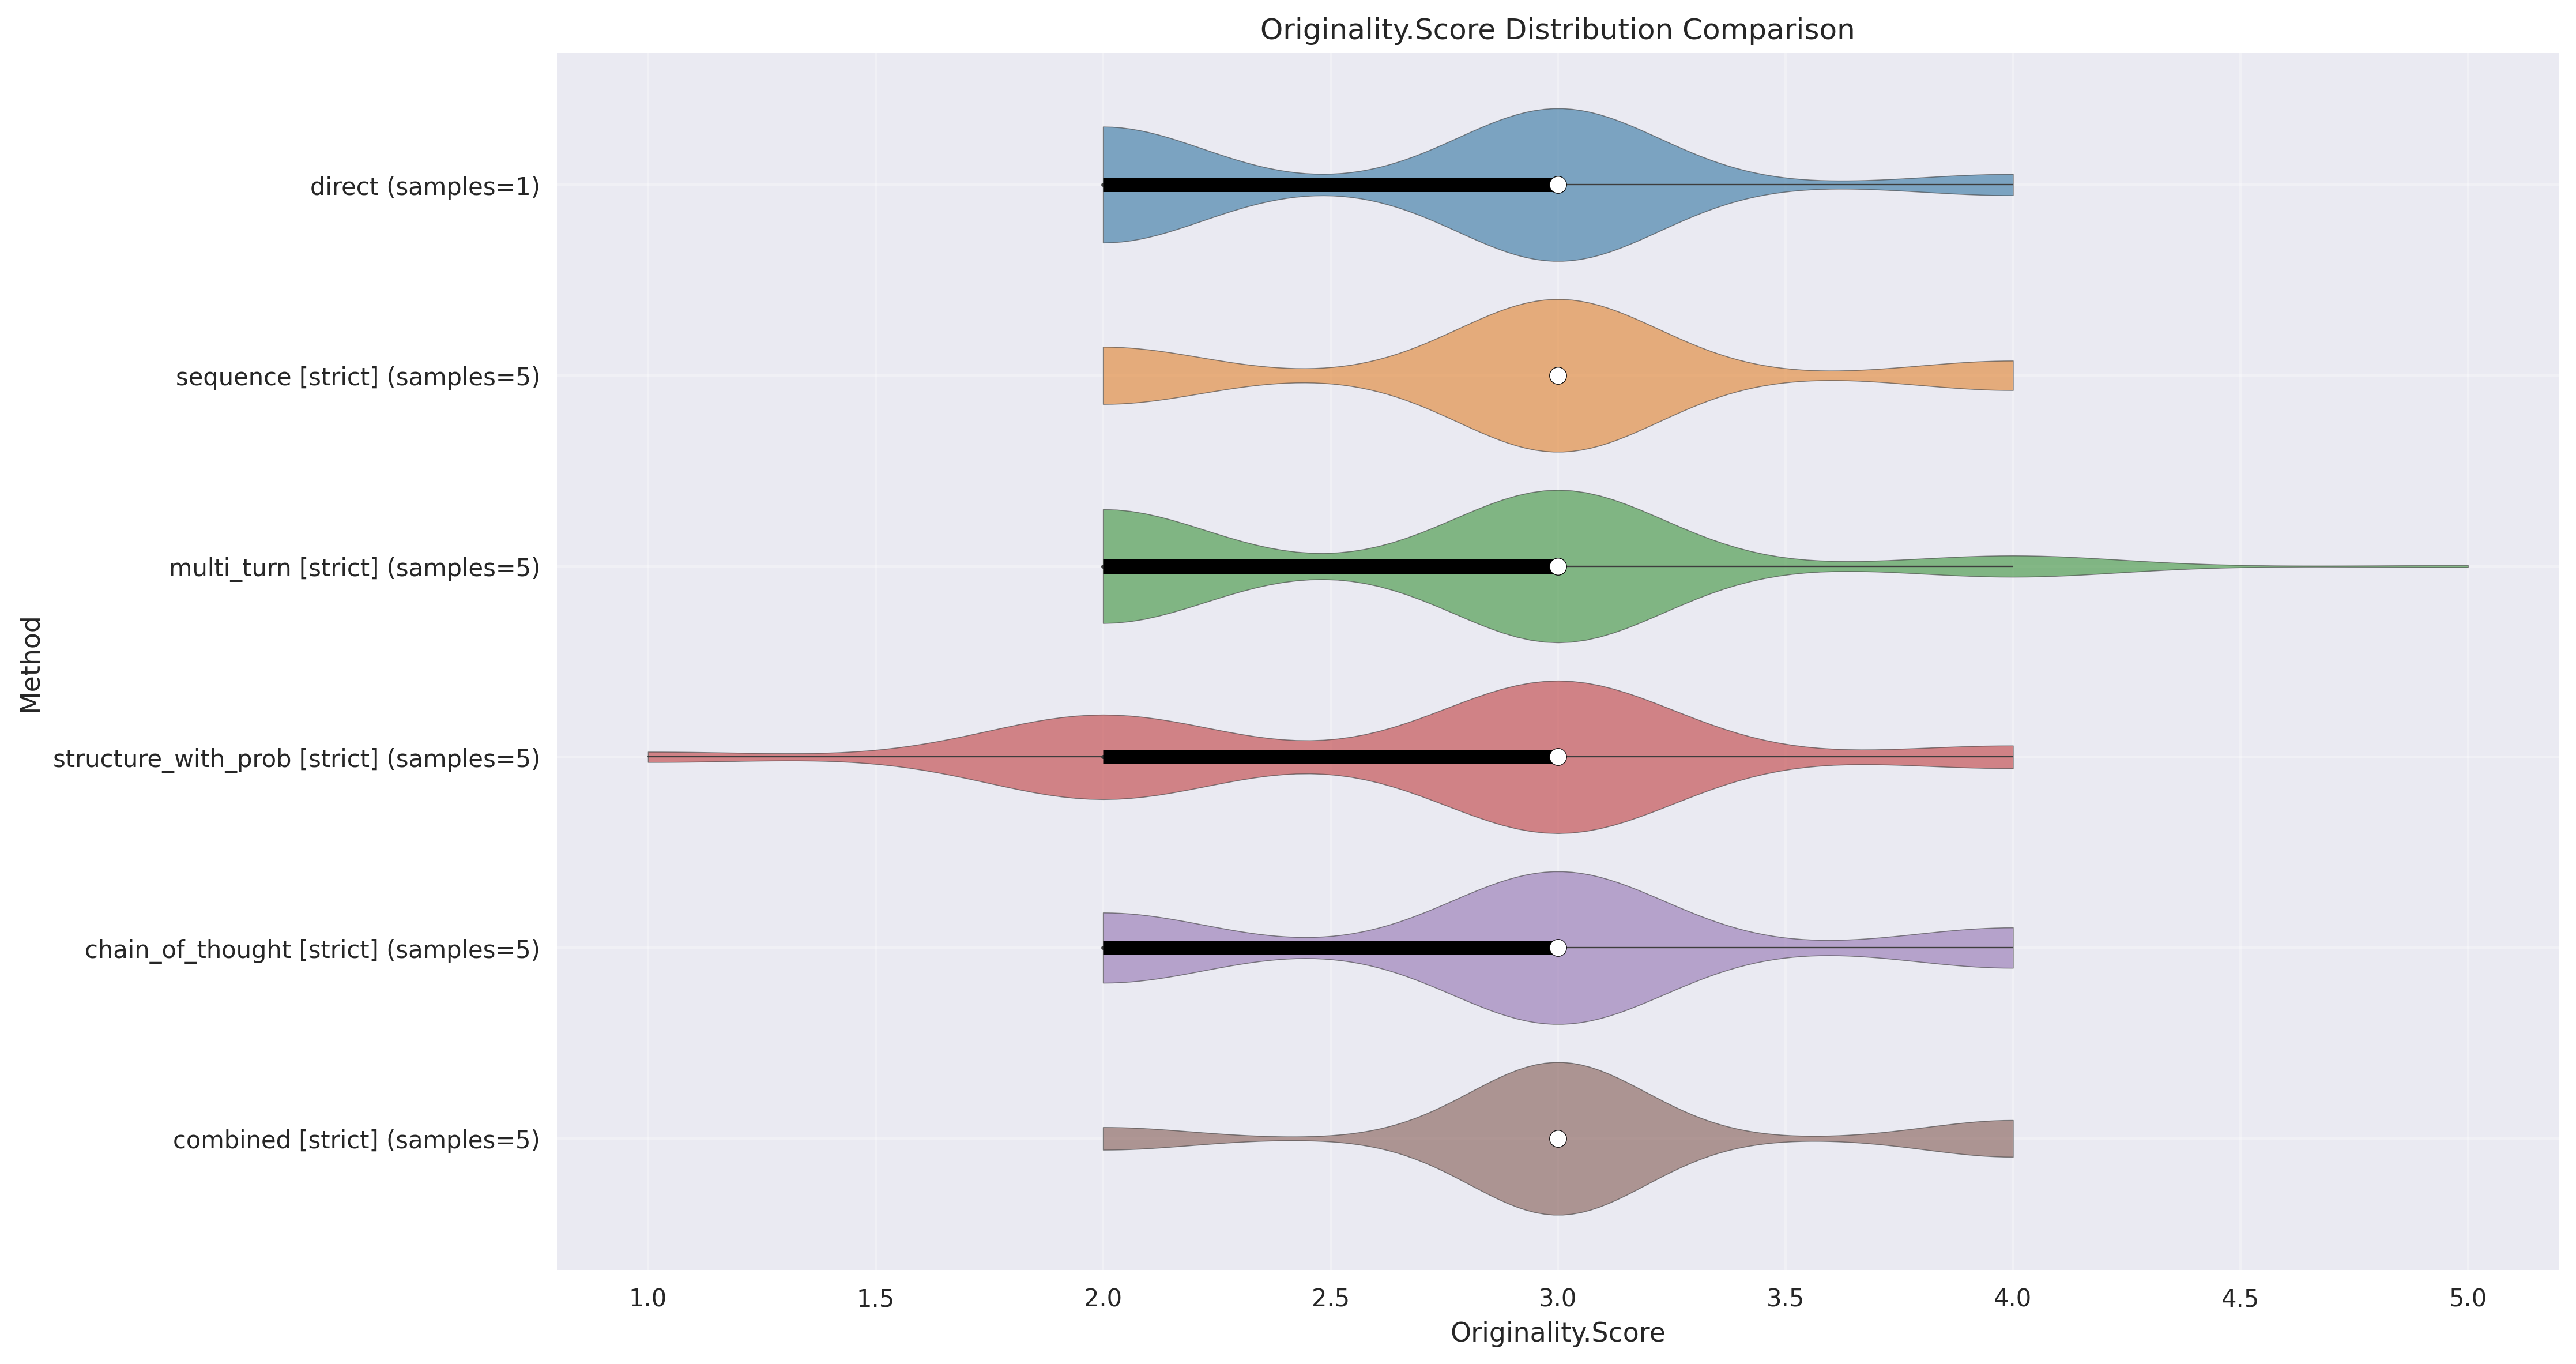 Originality.Score Distribution Comparison
Method
direct (samples=1)
sequence [strict] (samples=5)
multi_turn [strict] (samples=5)
structure_with_prob [strict] (samples=5)
chain_of_thought [strict] (samples=5)
combined [strict] (samples=5)
1.0 1.5 2.0 2.5 3.0 3.5 4.0 4.5 5.0
Originality.Score